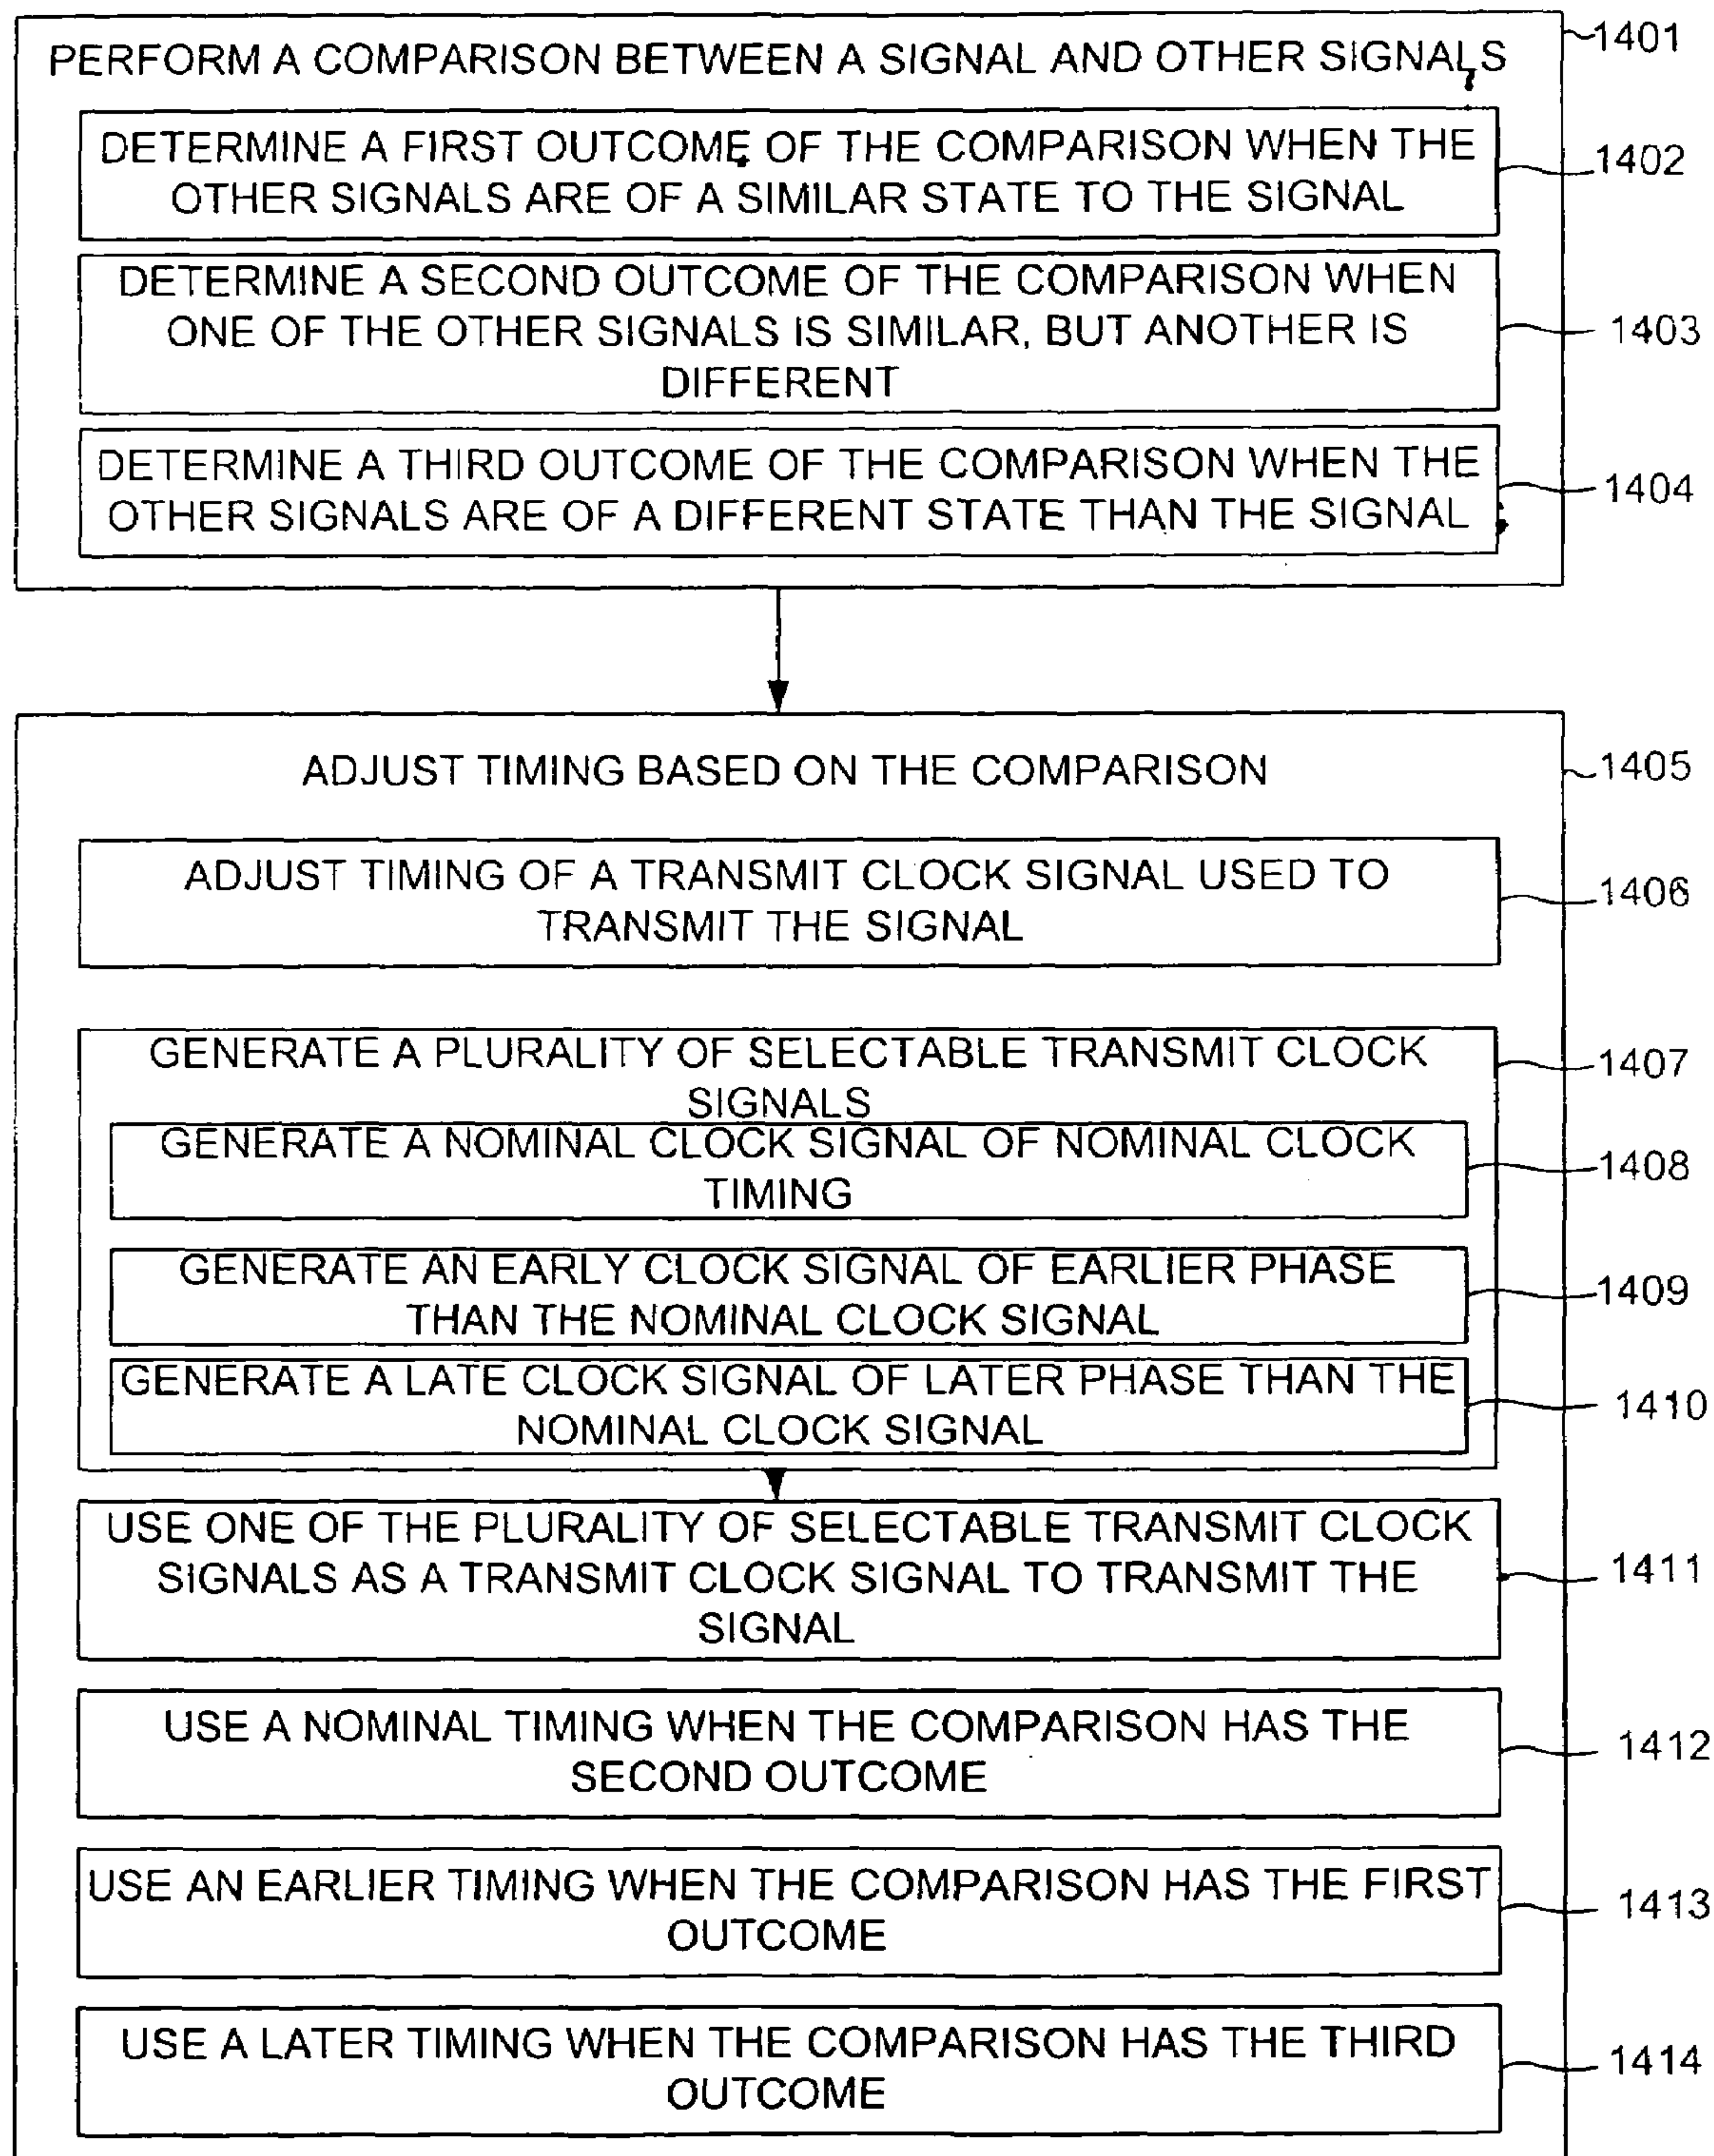 PERFORM A COMPARISON BETWEEN A SIGNAL AND OTHER SIGNALS
1401
DETERMINE A FIRST OUTCOME OF THE COMPARISON WHEN THE
OTHER SIGNALS ARE OF A SIMILAR STATE TO THE SIGNAL
1402
DETERMINE A SECOND OUTCOME OF THE COMPARISON WHEN
ONE OF THE OTHER SIGNALS IS SIMILAR, BUT ANOTHER IS
DIFFERENT
1403
DETERMINE A THIRD OUTCOME OF THE COMPARISON WHEN THE
OTHER SIGNALS ARE OF A DIFFERENT STATE THAN THE SIGNAL
1404
ADJUST TIMING BASED ON THE COMPARISON
1405
ADJUST TIMING OF A TRANSMIT CLOCK SIGNAL USED TO
TRANSMIT THE SIGNAL
1406
GENERATE A PLURALITY OF SELECTABLE TRANSMIT CLOCK
SIGNALS
1407
GENERATE A NOMINAL CLOCK SIGNAL OF NOMINAL CLOCK
TIMING
1408
GENERATE AN EARLY CLOCK SIGNAL OF EARLIER PHASE
THAN THE NOMINAL CLOCK SIGNAL
1409
GENERATE A LATE CLOCK SIGNAL OF LATER PHASE THAN THE
NOMINAL CLOCK SIGNAL
1410
USE ONE OF THE PLURALITY OF SELECTABLE TRANSMIT CLOCK
SIGNALS AS A TRANSMIT CLOCK SIGNAL TO TRANSMIT THE
SIGNAL
1411
USE A NOMINAL TIMING WHEN THE COMPARISON HAS THE
SECOND OUTCOME
1412
USE AN EARLIER TIMING WHEN THE COMPARISON HAS THE FIRST
OUTCOME
1413
USE A LATER TIMING WHEN THE COMPARISON HAS THE THIRD
OUTCOME
1414